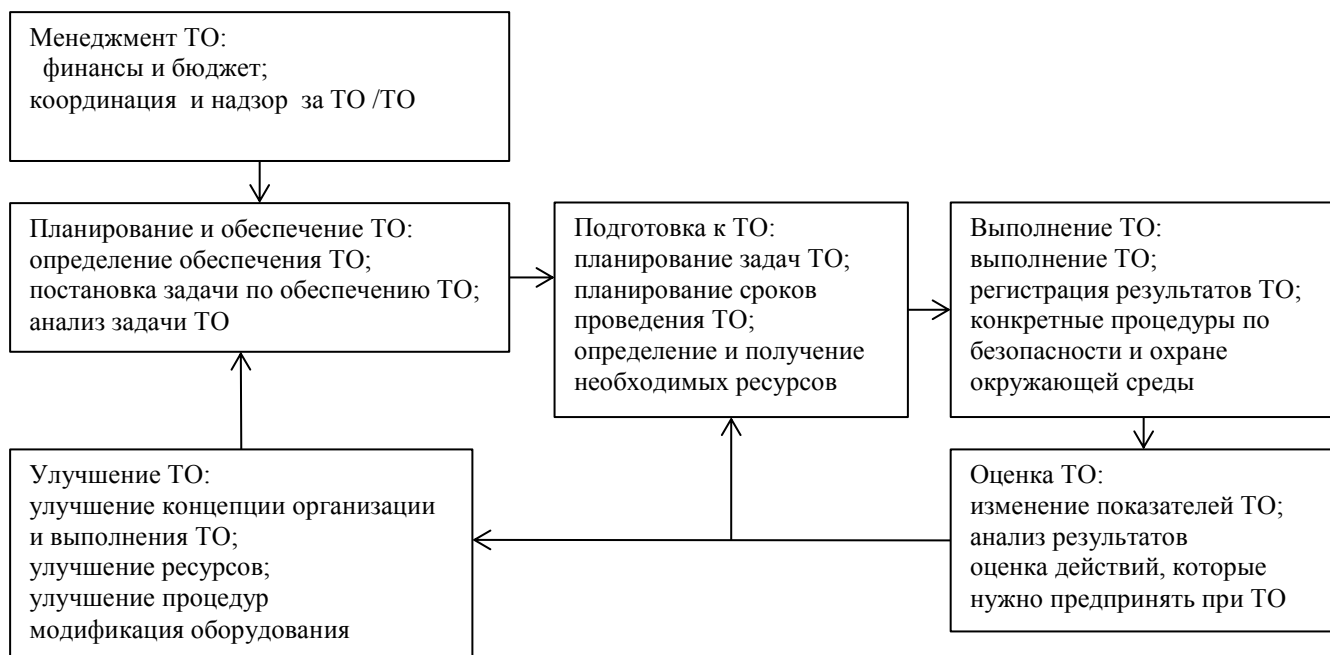 Менеджмент ТО:
финансы и бюджет;
координация и надзор за ТО /ТО
Планирование и обеспечение ТО:
определение обеспечения ТО;
постановка задачи по обеспечению ТО;
анализ задачи ТО
Подготовка к ТО:
планирование задач ТО;
планирование сроков
проведения ТО;
определение и получение
необходимых ресурсов
Выполнение ТО:
выполнение ТО;
регистрация результатов ТО;
конкретные процедуры по
безопасности и охране
окружающей среды
Улучшение ТО:
улучшение концепции организации
и выполнения ТО;
улучшение ресурсов;
улучшение процедур
модификация оборудования
Оценка ТО:
изменение показателей ТО;
анализ результатов
оценка действий, которые
нужно предпринять при ТО